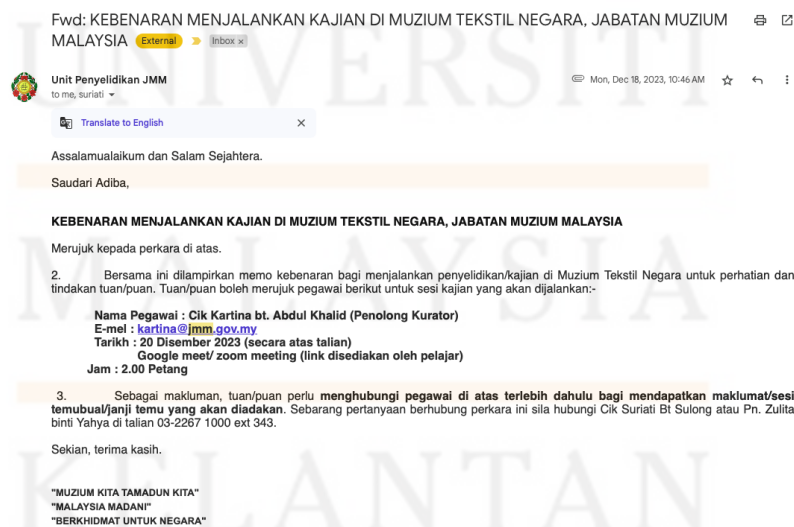 Fwd: KEBENARAN MENJALANKAN KAJIAN DI MUZIUM TEKSTIL NEGARA, JABATAN MUZIUM
MALAYSIA External Inbox x
Unit Penyelidikan JMM Mon, Dec 18, 2023, 10:46 AM
to me, suriati
Translate to English
Assalamualaikum dan Salam Sejahtera.
Saudari Adiba,
KEBENARAN MENJALANKAN KAJIAN DI MUZIUM TEKSTIL NEGARA, JABATAN MUZIUM MALAYSIA
Merujuk kepada perkara di atas.
2. Bersama ini dilampirkan memo kebenaran bagi menjalankan penyelidikan/kajian di Muzium Tekstil Negara untuk perhatian dan
tindakan tuan/puan. Tuan/puan boleh merujuk pegawai berikut untuk sesi kajian yang akan dijalankan:-
Nama Pegawai : Cik Kartina bt. Abdul Khalid (Penolong Kurator)
E-mel : kartina@jmm.gov.my
Tarikh : 20 Disember 2023 (secara atas talian)
Google meet/ zoom meeting (link disediakan oleh pelajar)
Jam : 2.00 Petang
3. Sebagai makluman, tuan/puan perlu menghubungi pegawai di atas terlebih dahulu bagi mendapatkan maklumat/sesi
temubual/janji temu yang akan diadakan. Sebarang pertanyaan berhubung perkara ini sila hubungi Cik Suriati Bt Sulong atau Pn. Zulita
binti Yahya di talian 03-2267 1000 ext 343.
Sekian, terima kasih.
"MUZIUM KITA TAMADUN KITA"
"MALAYSIA MADANI"
"BERKHIDMAT UNTUK NEGARA"
UNIVERSITI
MALAYSIA
KELANTAN